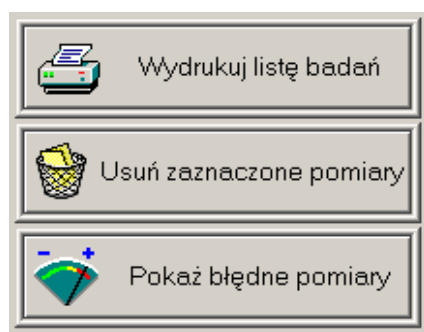 Wydrukuj listę badań
Usuń zaznaczone pomiary
Pokaż błędne pomiary